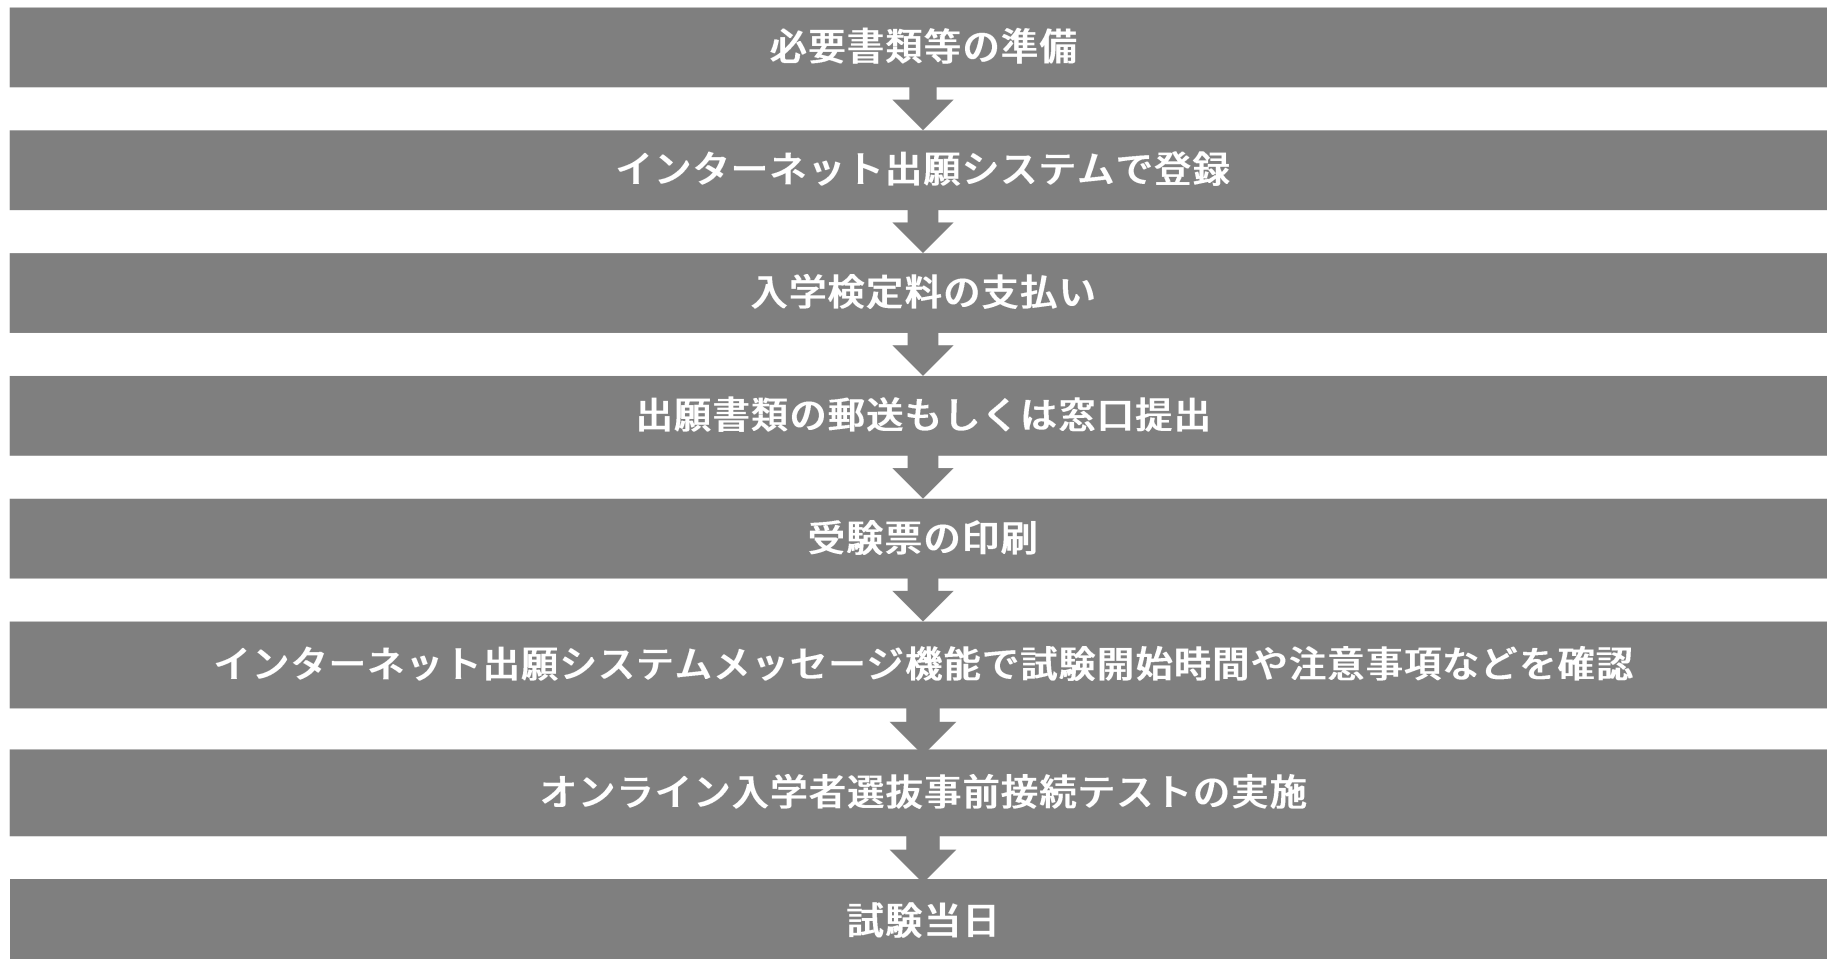 必要書類等の準備
インターネット出願システムで登録
入学検定料の支払い
出願書類の郵送もしくは窓口提出
受験票の印刷
インターネット出願システムメッセージ機能で試験開始時間や注意事項などを確認
オンライン入学者選抜事前接続テストの実施
試験当日